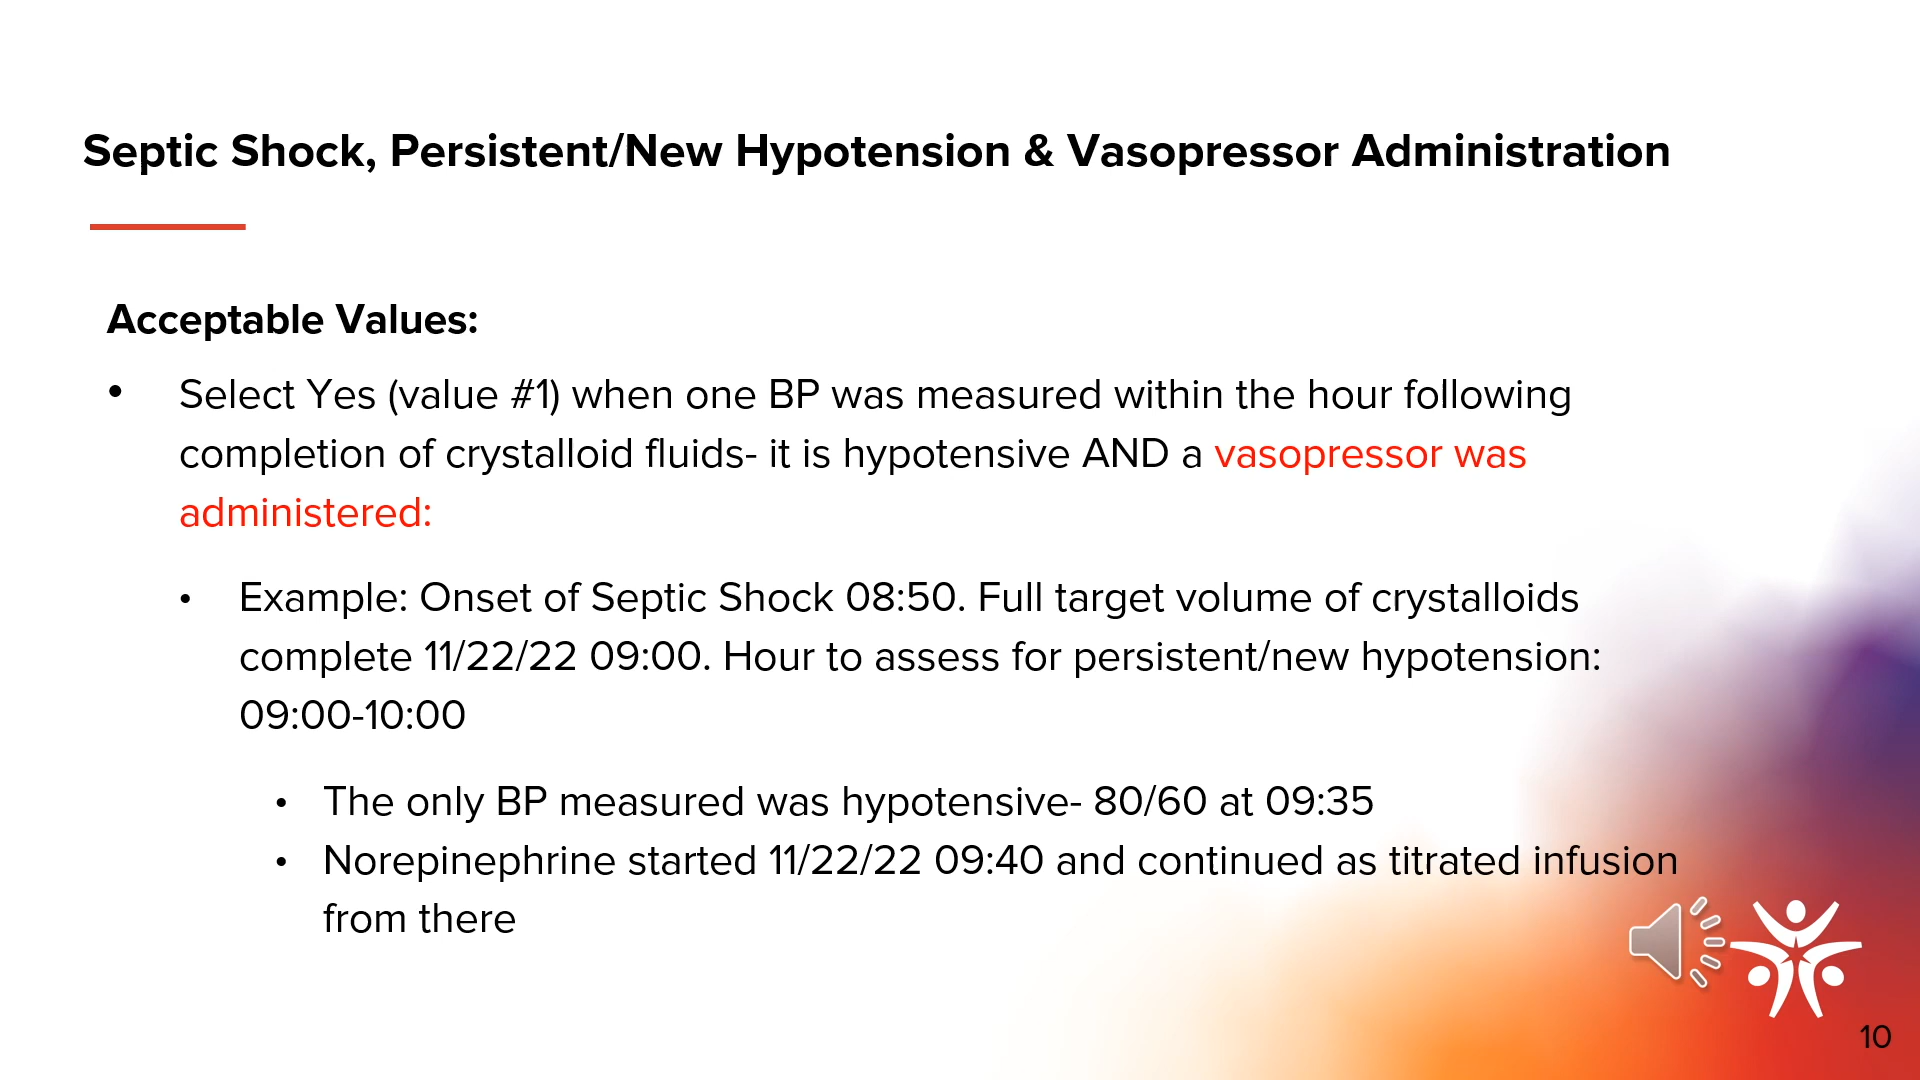 Septic Shock, Persistent/New Hypotension & Vasopressor Administration
Acceptable Values:
• Select Yes (value #1) when one BP was measured within the hour following
completion of crystalloid fluids- it is hypotensive AND a vasopressor was
administered:
• Example: Onset of Septic Shock 08:50. Full target volume of crystalloids
complete 11/22/22 09:00. Hour to assess for persistent/new hypotension:
09:00-10:00
• The only BP measured was hypotensive- 80/60 at 09:35
• Norepinephrine started 11/22/22 09:40 and continued as titrated infusion
from there
10